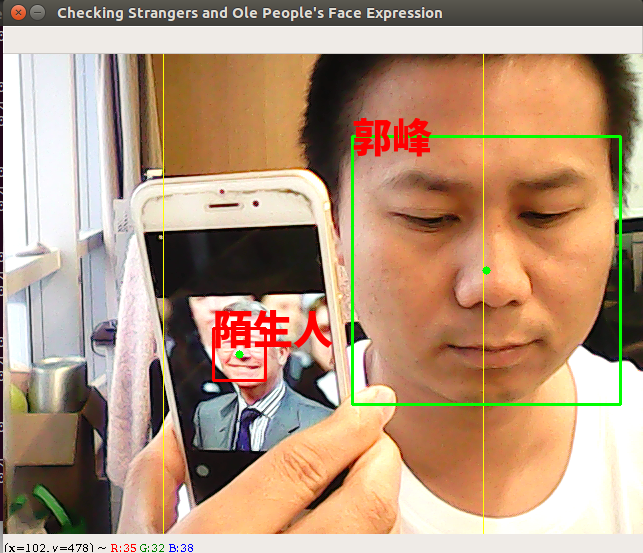 Checking Strangers and Ole People's Face Expression
郭峰
陌生人
(x=102, y=478) ~ R:35 G:32 B:38